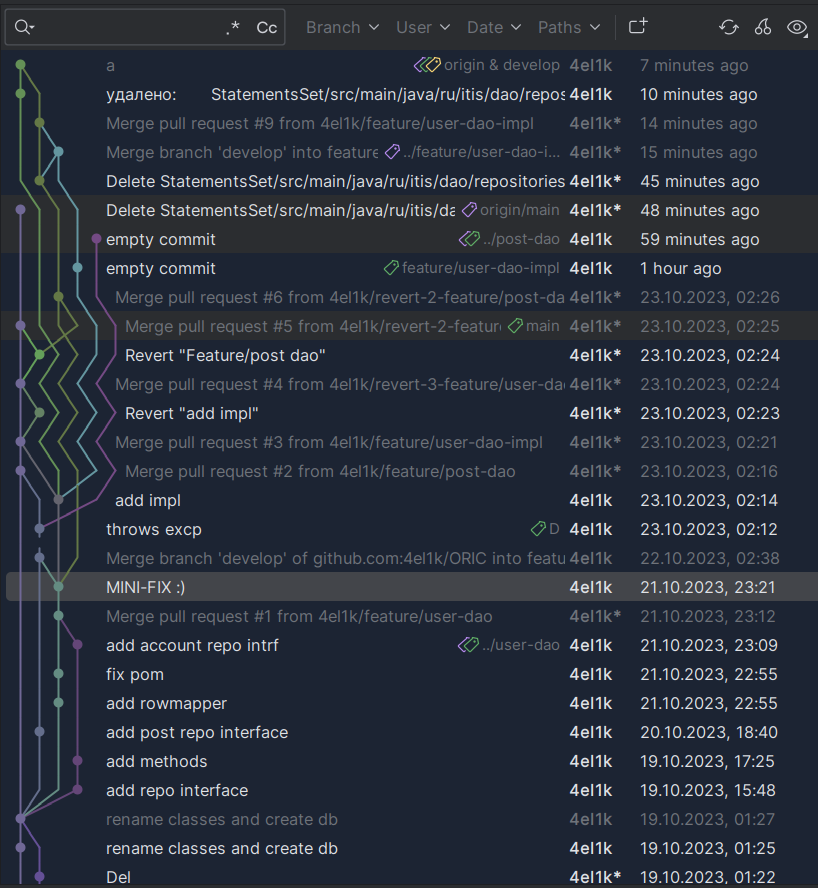 .* Cc Branch User Date Paths
a origin & develop 4el1k 7 minutes ago
удалено: StatementsSet/src/main/java/ru/itis/dao/repos 4el1k 10 minutes ago
Merge pull request #9 from 4el1k/feature/user-dao-impl 4el1k* 14 minutes ago
Merge branch 'develop' into feature ../feature/user-dao-i... 4el1k* 15 minutes ago
Delete StatementsSet/src/main/java/ru/itis/dao/repositories 4el1k* 45 minutes ago
Delete StatementsSet/src/main/java/ru/itis/da origin/main 4el1k* 48 minutes ago
empty commit ../post-dao 4el1k 59 minutes ago
empty commit feature/user-dao-impl 4el1k 1 hour ago
Merge pull request #6 from 4el1k/revert-2-feature/post-da 4el1k* 23.10.2023, 02:26
Merge pull request #5 from 4el1k/revert-2-featur main 4el1k* 23.10.2023, 02:25
Revert "Feature/post dao" 4el1k* 23.10.2023, 02:24
Merge pull request #4 from 4el1k/revert-3-feature/user-da 4el1k* 23.10.2023, 02:24
Revert "add impl" 4el1k* 23.10.2023, 02:23
Merge pull request #3 from 4el1k/feature/user-dao-impl 4el1k* 23.10.2023, 02:21
Merge pull request #2 from 4el1k/feature/post-dao 4el1k* 23.10.2023, 02:16
add impl 4el1k 23.10.2023, 02:14
throws excp D 4el1k 23.10.2023, 02:12
Merge branch 'develop' of github.com:4el1k/ORIC into featu 4el1k 22.10.2023, 02:38
MINI-FIX :) 4el1k 21.10.2023, 23:21
Merge pull request #1 from 4el1k/feature/user-dao 4el1k* 21.10.2023, 23:12
add account repo intrf ../user-dao 4el1k 21.10.2023, 23:09
fix pom 4el1k 21.10.2023, 22:55
add rowmapper 4el1k 21.10.2023, 22:55
add post repo interface 4el1k 20.10.2023, 18:40
add methods 4el1k 19.10.2023, 17:25
add repo interface 4el1k 19.10.2023, 15:48
rename classes and create db 4el1k 19.10.2023, 01:27
rename classes and create db 4el1k 19.10.2023, 01:25
Del 4el1k* 19.10.2023, 01:22